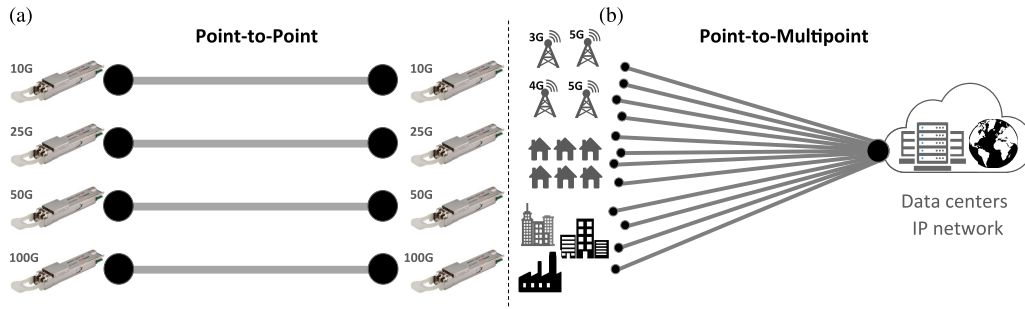 (a)
Point-to-Point
10G
10G
25G
25G
50G
50G
100G
100G
(b)
Point-to-Multipoint
3G
5G
4G
5G
Data centers
IP network